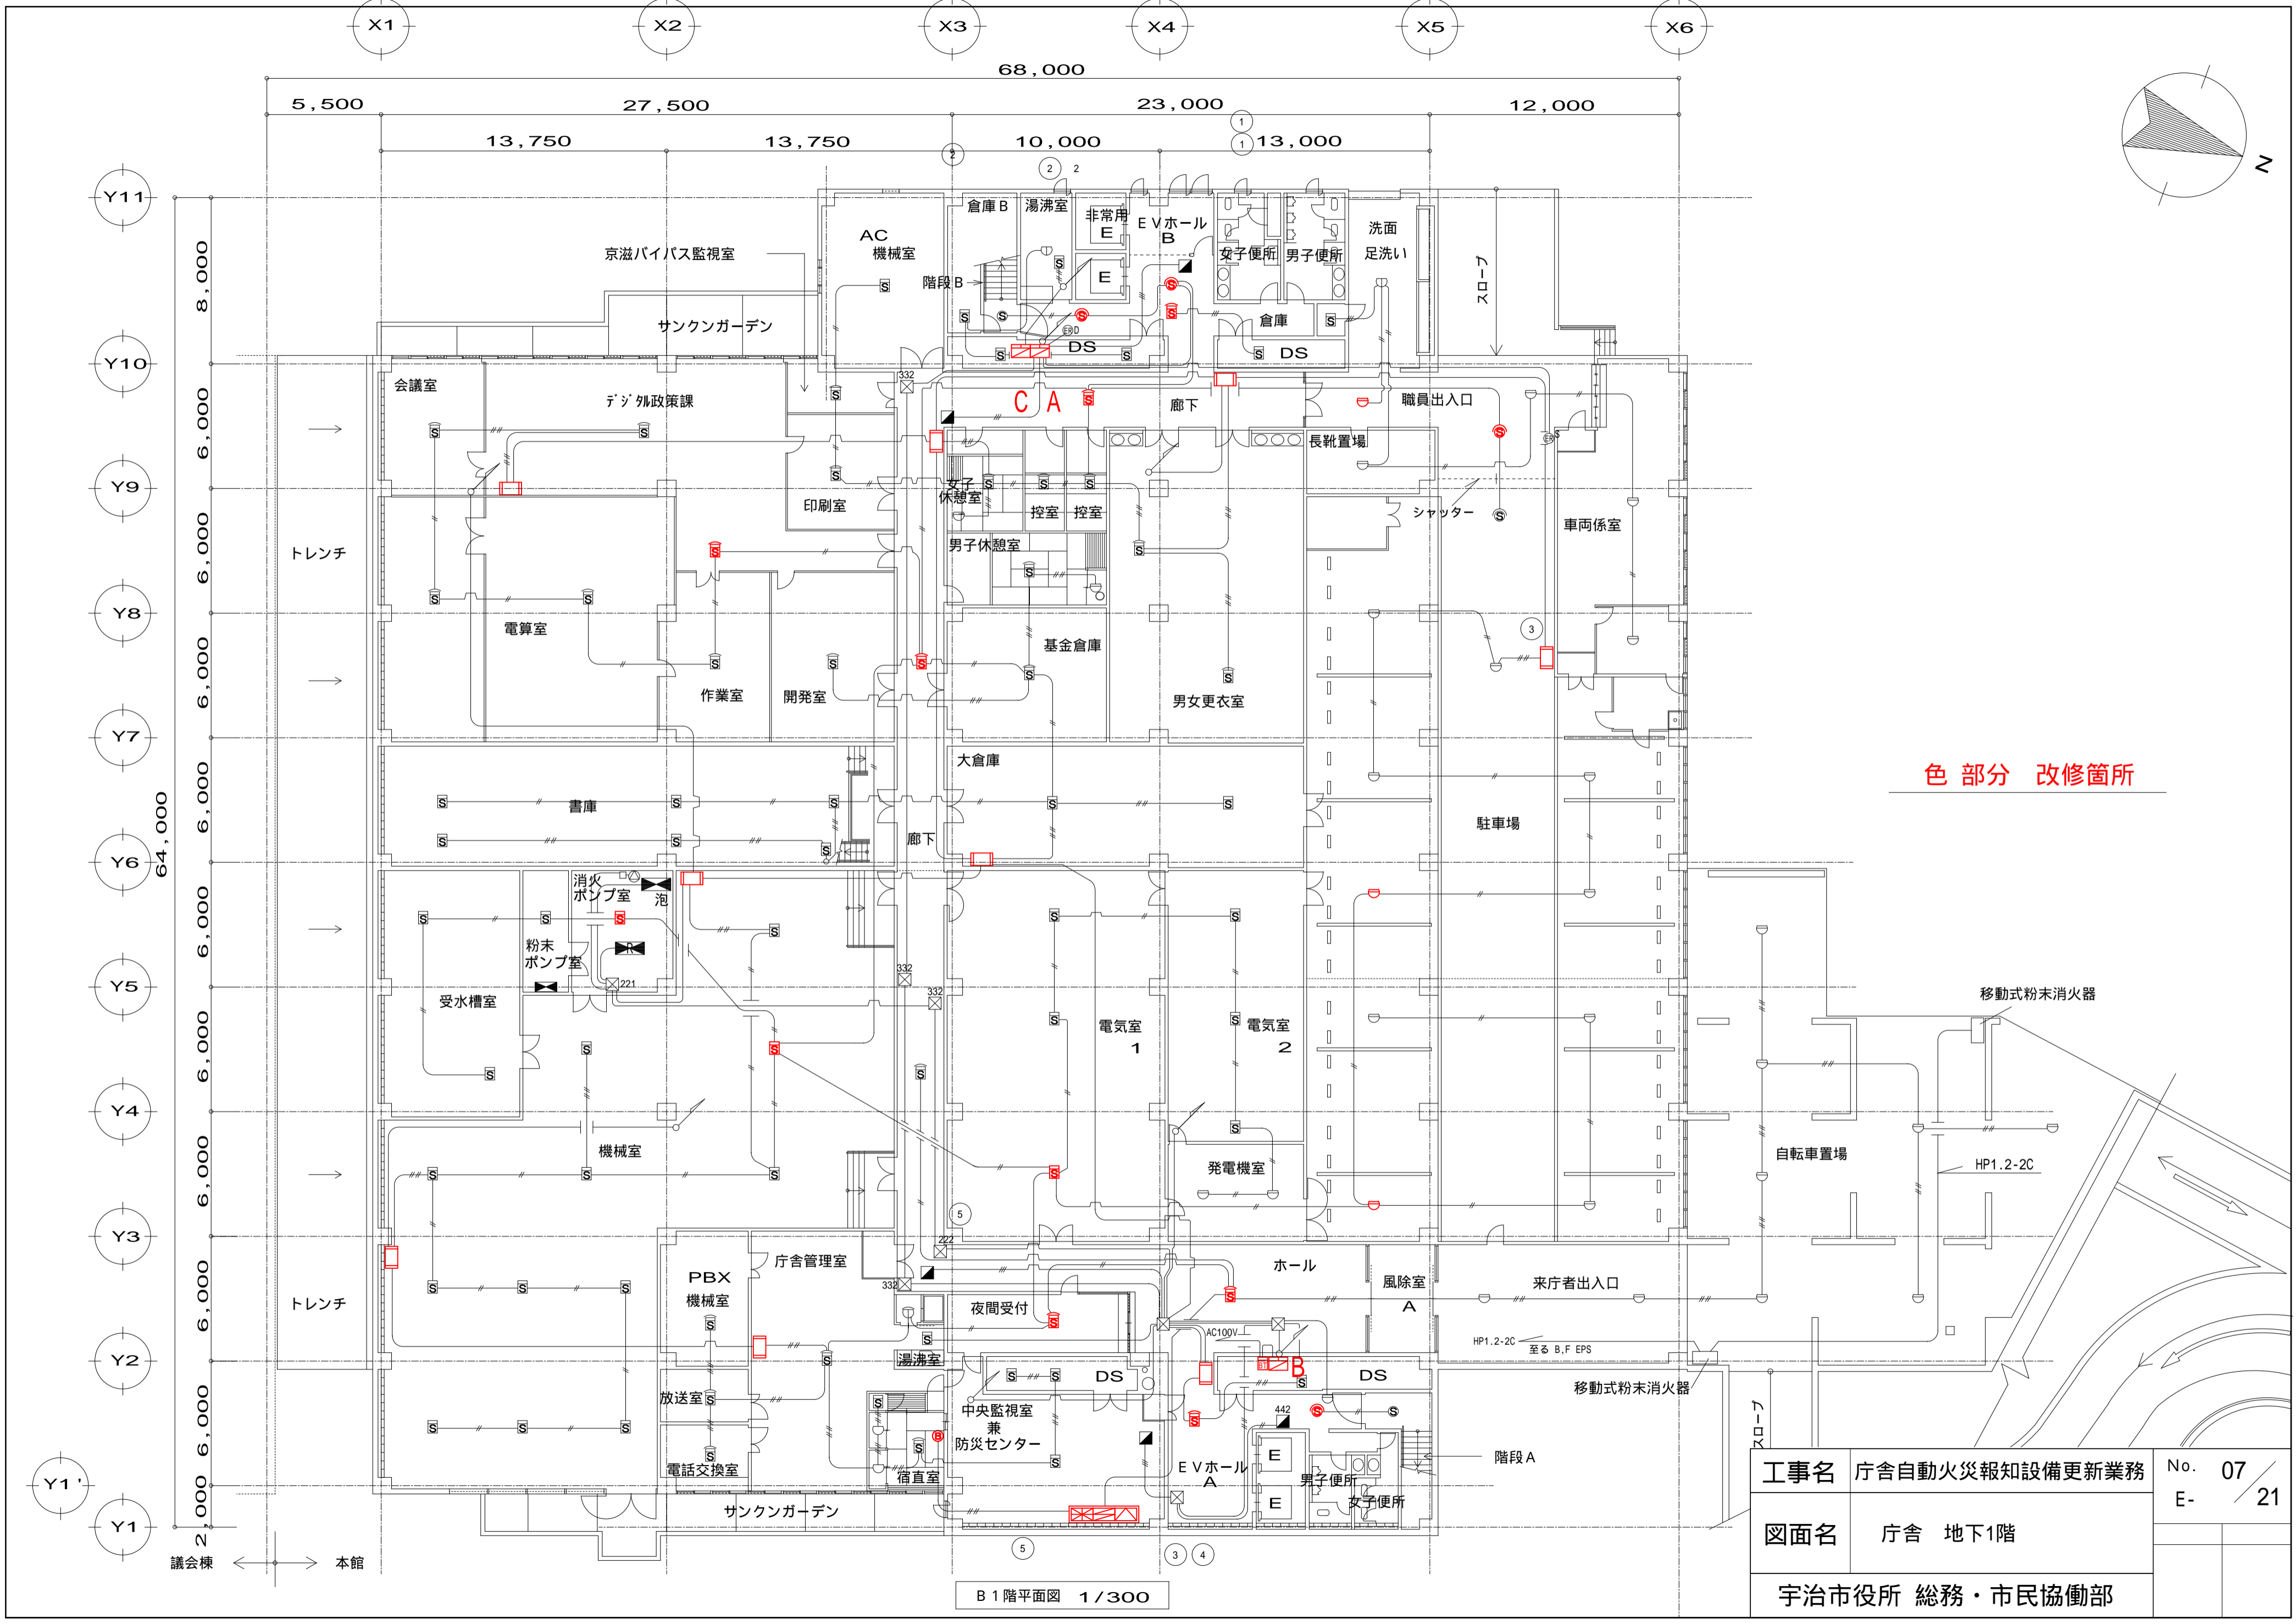 X1
X2
X3
X4
X5
X6
68,000
5,500
27,500
23,000
12,000
13,750
13,750
10,000
13,000
1
1
2
2
2
N
Y11
Y10
Y9
Y8
Y7
Y6
Y5
Y4
Y3
Y2
Y1'
Y1
8,000
6,000
6,000
6,000
6,000
6,000
6,000
6,000
6,000
6,000
6,000
2,000
64,000
京滋バイパス監視室
サンクンガーデン
AC
機械室
倉庫B
湯沸室
非常用
E
E
EVホール
B
女子便所
男子便所
洗面
足洗い
スロープ
階段B
倉庫
DS
DS
会議室
デジタル政策課
332
C A
廊下
職員出入口
長靴置場
印刷室
女子
休憩室
控室
控室
シャッター
車両係室
トレンチ
男子休憩室
電算室
基金倉庫
3
作業室
開発室
男女更衣室
大倉庫
色 部分 改修箇所
書庫
廊下
駐車場
消火
ポンプ室
泡
粉末
ポンプ室
R
221
332
332
受水槽室
電気室
1
電気室
2
移動式粉末消火器
機械室
発電機室
自転車置場
HP1.2-2C
5
222
PBX
機械室
庁舎管理室
332
ホール
風除室
A
来庁者出入口
トレンチ
夜間受付
AC100V
HP1.2-2C
至る B,F EPS
湯沸室
DS
B
DS
移動式粉末消火器
放送室
中央監視室
兼
防災センター
442
スロープ
電話交換室
宿直室
EVホール
A
E
E
男子便所
女子便所
階段A
サンクンガーデン
5
3
4
議会棟
本館
B1階平面図 1/300
工事名 庁舎自動火災報知設備更新業務
No. 07
E- 21
図面名 庁舎 地下1階
宇治市役所 総務・市民協働部